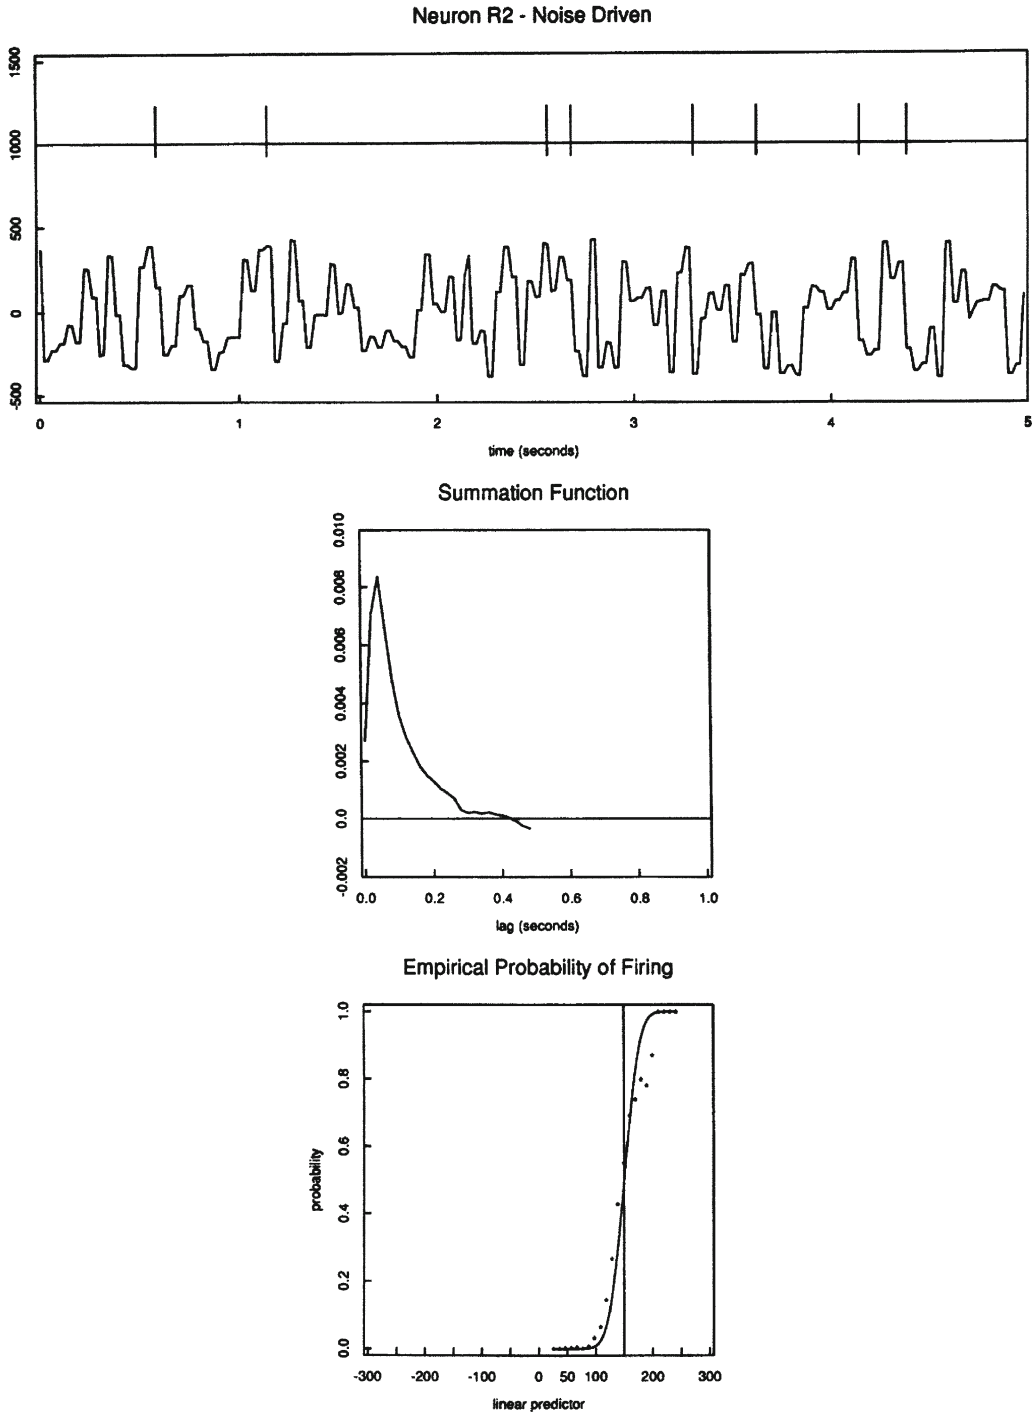 Neuron R2 - Noise Driven
1500
1000
500
0
-500
0 1 2 3 4 5
time (seconds)
Summation Function
0.010
0.008
0.006
0.004
0.002
0.0
-0.002
0.0 0.2 0.4 0.6 0.8 1.0
lag (seconds)
Empirical Probability of Firing
1.0
0.8
0.6
0.4
0.2
0.0
probability
-300 -200 -100 0 50 100 200 300
linear predictor